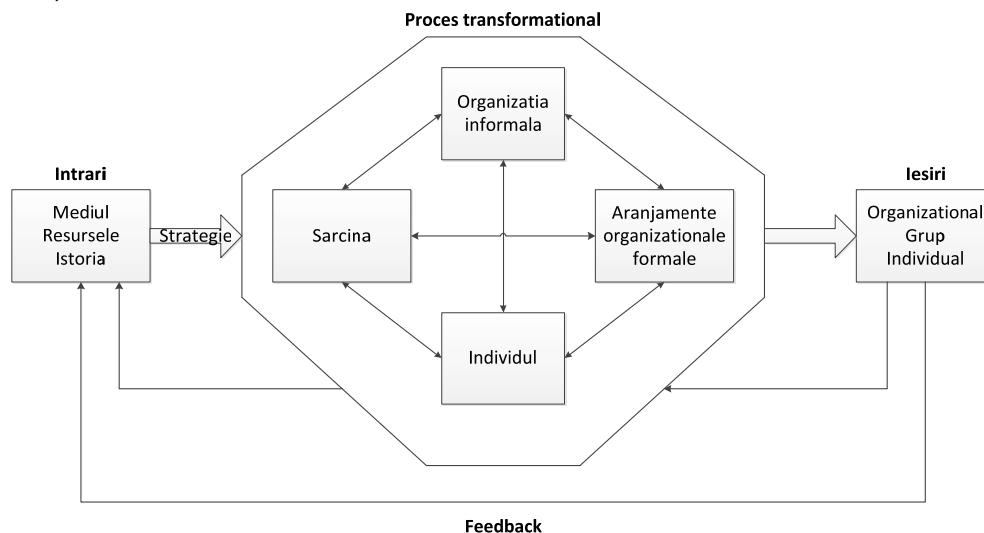 Proces transformational
Organizatia
informala
Intrari
Mediul
Resursele
Istoria
Strategie
Sarcina
Aranjamente
organizationale
formale
Iesiri
Organizational
Grup
Individual
Individul
Feedback